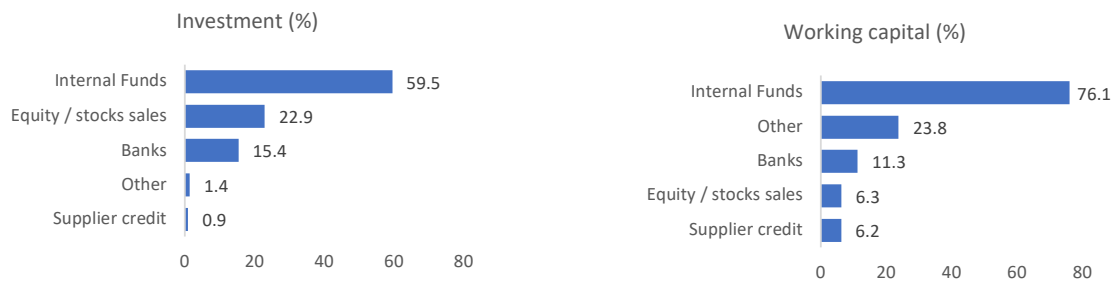 Investment (%)
Internal Funds 59.5
Equity / stocks sales 22.9
Banks 15.4
Other 1.4
Supplier credit 0.9
0 20 40 60 80
Working capital (%)
Internal Funds 76.1
Other 23.8
Banks 11.3
Equity / stocks sales 6.3
Supplier credit 6.2
0 20 40 60 80